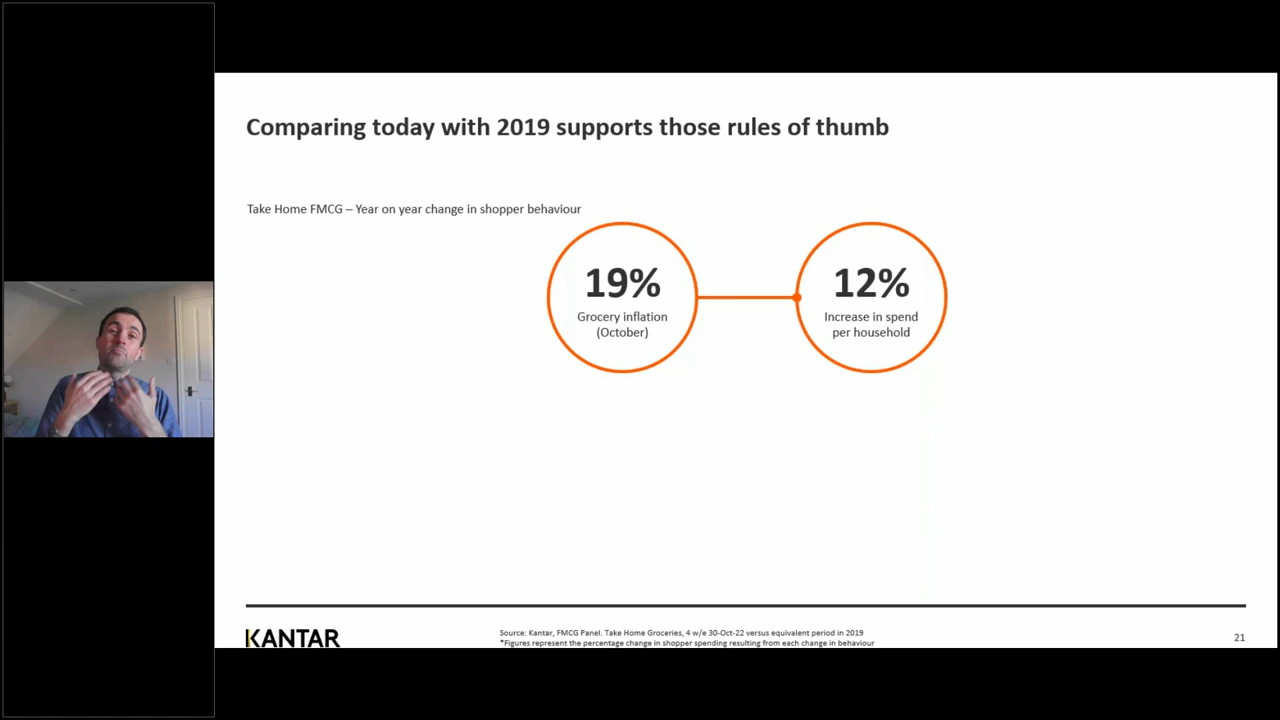 Comparing today with 2019 supports those rules of thumb
Take Home FMCG – Year on year change in shopper behaviour
19%
Grocery inflation
(October)
12%
Increase in spend
per household
KANTAR
Source: Kantar, FMCG Panel. Take Home Groceries, 4 w/e 30-Oct-22 versus equivalent period in 2019
*Figures represent the percentage change in shopper spending resulting from each change in behaviour
21